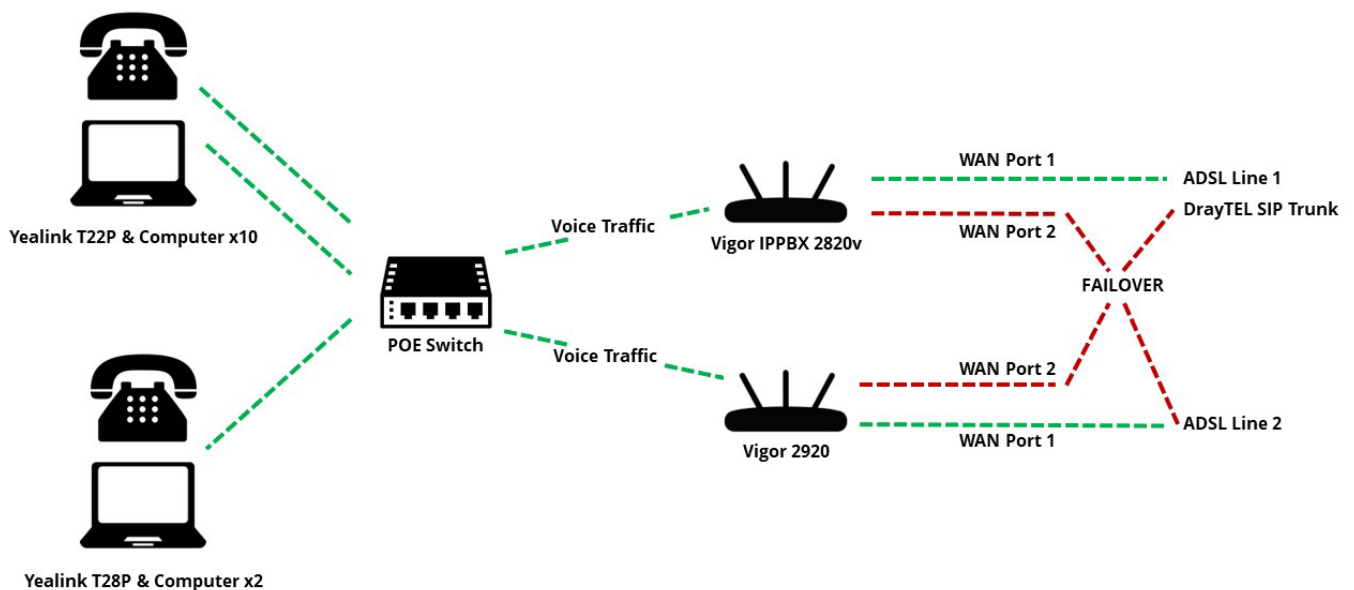 Yealink T22P & Computer x10
Yealink T28P & Computer x2
POE Switch
Voice Traffic
Voice Traffic
Vigor IPPBX 2820v
Vigor 2920
WAN Port 1
WAN Port 2
FAILOVER
WAN Port 2
WAN Port 1
ADSL Line 1
DrayTEL SIP Trunk
ADSL Line 2